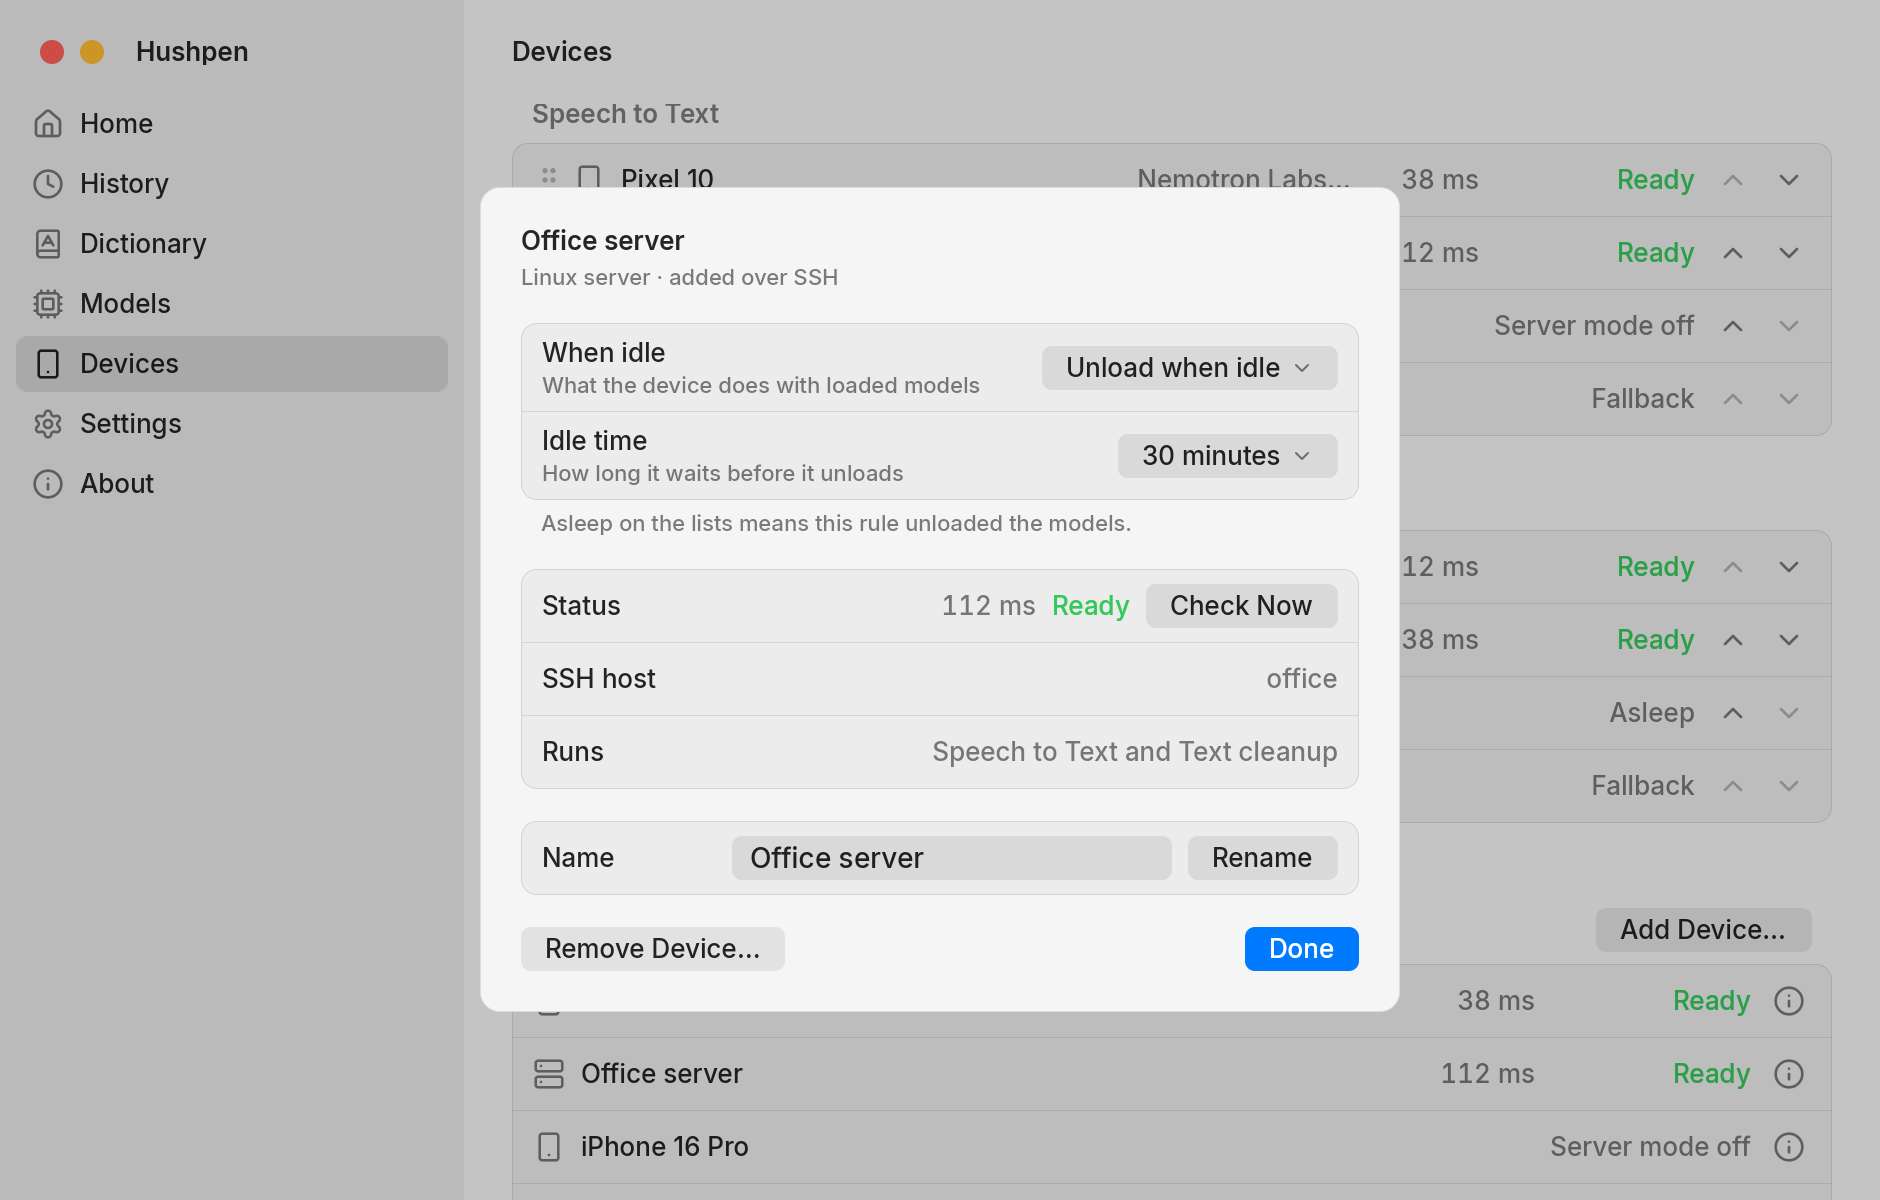 Hushpen
Home
History
Dictionary
Models
Devices
Settings
About
Devices
Speech to Text
Pixel 10 Nemotron Labs... 38 ms Ready
12 ms Ready
Server mode off
Fallback
12 ms Ready
38 ms Ready
Asleep
Fallback
Add Device...
38 ms Ready
Office server 112 ms Ready
iPhone 16 Pro Server mode off
Office server
Linux server · added over SSH
When idle
What the device does with loaded models
Unload when idle
Idle time
How long it waits before it unloads
30 minutes
Asleep on the lists means this rule unloaded the models.
Status 112 ms Ready Check Now
SSH host office
Runs Speech to Text and Text cleanup
Name Office server Rename
Remove Device... Done